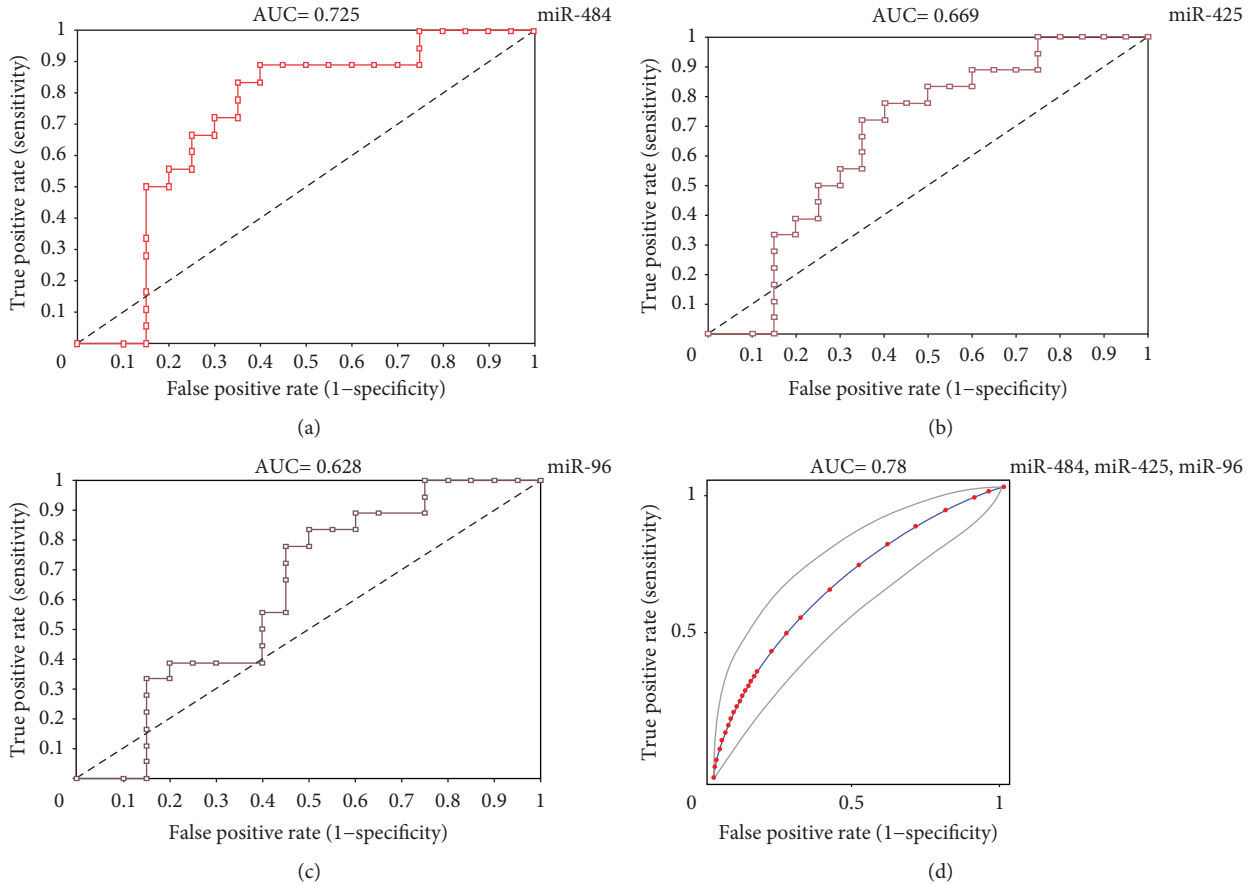 AUC= 0.725 miR-484
1
0.9
0.8
0.7
0.6
0.5
0.4
0.3
0.2
0.1
True positive rate (sensitivity)
0 0.1 0.2 0.3 0.4 0.5 0.6 0.7 0.8 0.9 1
False positive rate (1−specificity)
(a)
AUC= 0.669 miR-425
1
0.9
0.8
0.7
0.6
0.5
0.4
0.3
0.2
0.1
True positive rate (sensitivity)
0 0.1 0.2 0.3 0.4 0.5 0.6 0.7 0.8 0.9 1
False positive rate (1−specificity)
(b)
AUC= 0.628 miR-96
1
0.9
0.8
0.7
0.6
0.5
0.4
0.3
0.2
0.1
True positive rate (sensitivity)
0 0.1 0.2 0.3 0.4 0.5 0.6 0.7 0.8 0.9 1
False positive rate (1−specificity)
(c)
AUC= 0.78 miR-484, miR-425, miR-96
1
0.5
True positive rate (sensitivity)
0 0.5 1
False positive rate (1−specificity)
(d)